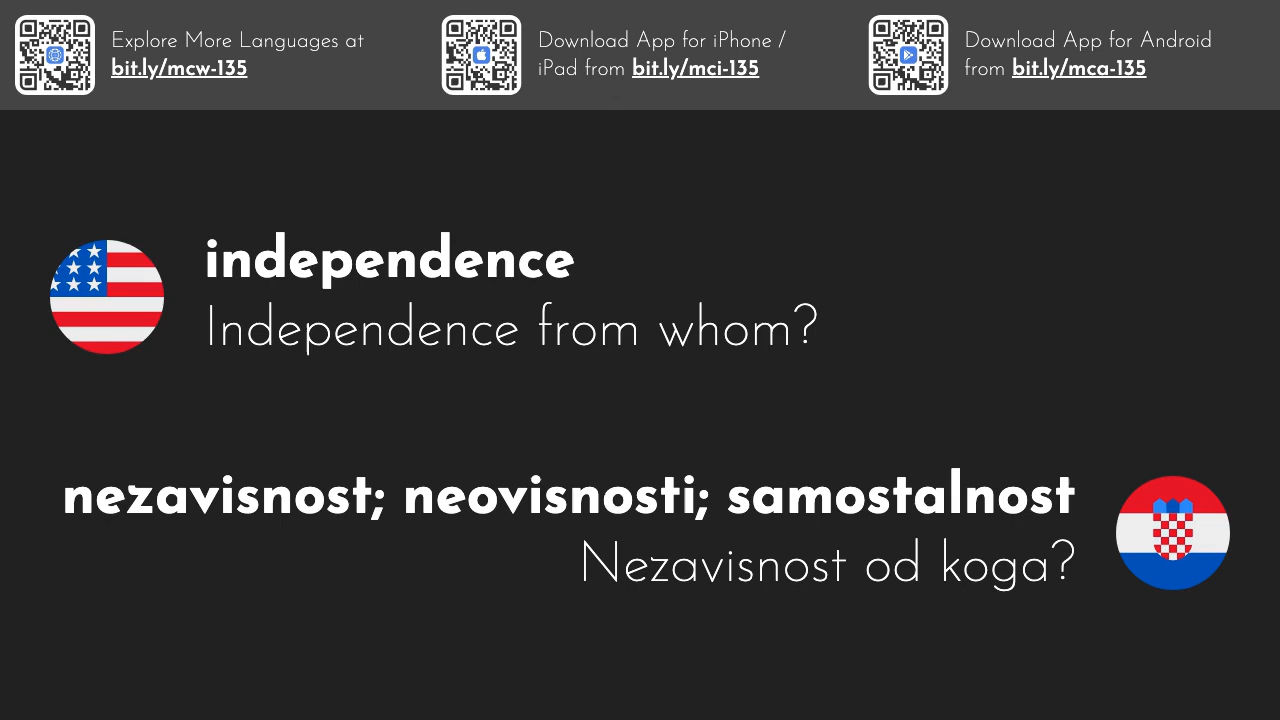 Explore More Languages at
bit.ly/mcw-135
Download App for iPhone /
iPad from bit.ly/mci-135
Download App for Android
from bit.ly/mca-135
independence
Independence from whom?
nezavisnost; neovisnosti; samostalnost
Nezavisnost od koga?